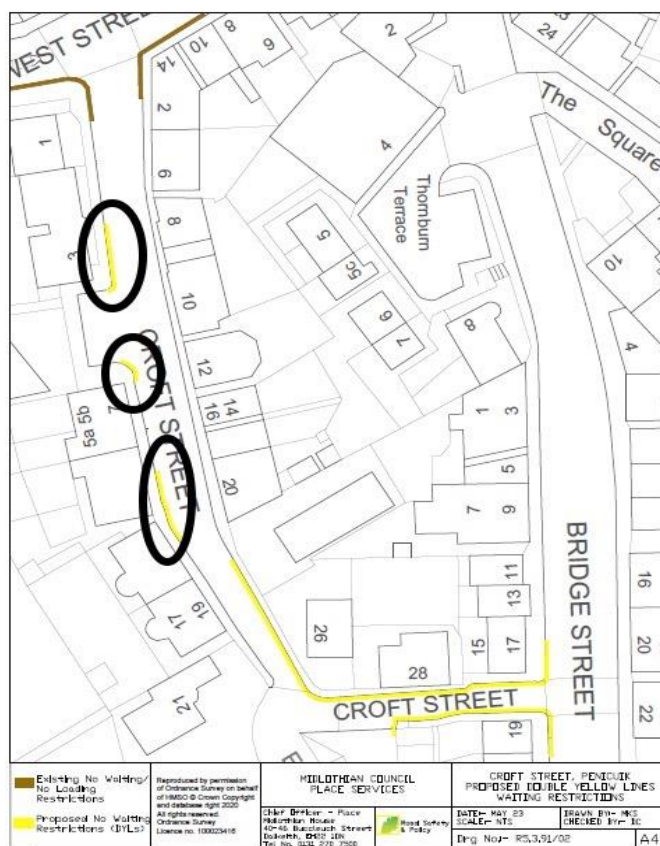 WEST STREET
14
10
8
6
2
24
The Square
1
2
4
6
Thornburn
Terrace
8
3
5
5C
10
10
6
7
8
4
CROFT STREET
12
14
16
1
3
5a 5b
7
5
20
7
9
BRIDGE STREET
11
13
16
19
17
26
15
17
20
28
21
CROFT STREET
19
22
Existing No Waiting/
No Loading
Restrictions
Proposed No Waiting
Restrictions (DYLs)
Reproduced by permission
of Ordnance Survey on behalf
of HMSO © Crown Copyright
and database right 2020
All rights reserved.
Ordnance Survey
Licence no. 100023416
MIDLOTHIAN COUNCIL
PLACE SERVICES
Chief Officer - Place
Midlothian House
40-46 Buccleuch Street
Dalkeith, EH22 1DN
Tel No. 0131 270 7500
Road Safety
& Policy
CROFT STREET, PENICUIK
PROPOSED DOUBLE YELLOW LINES
WAITING RESTRICTIONS
DATE:- MAY 23
DRAWN BY:- MKS
SCALE:- NTS
CHECKED BY:- DC
Drg No:- RS.3.91/02
A4